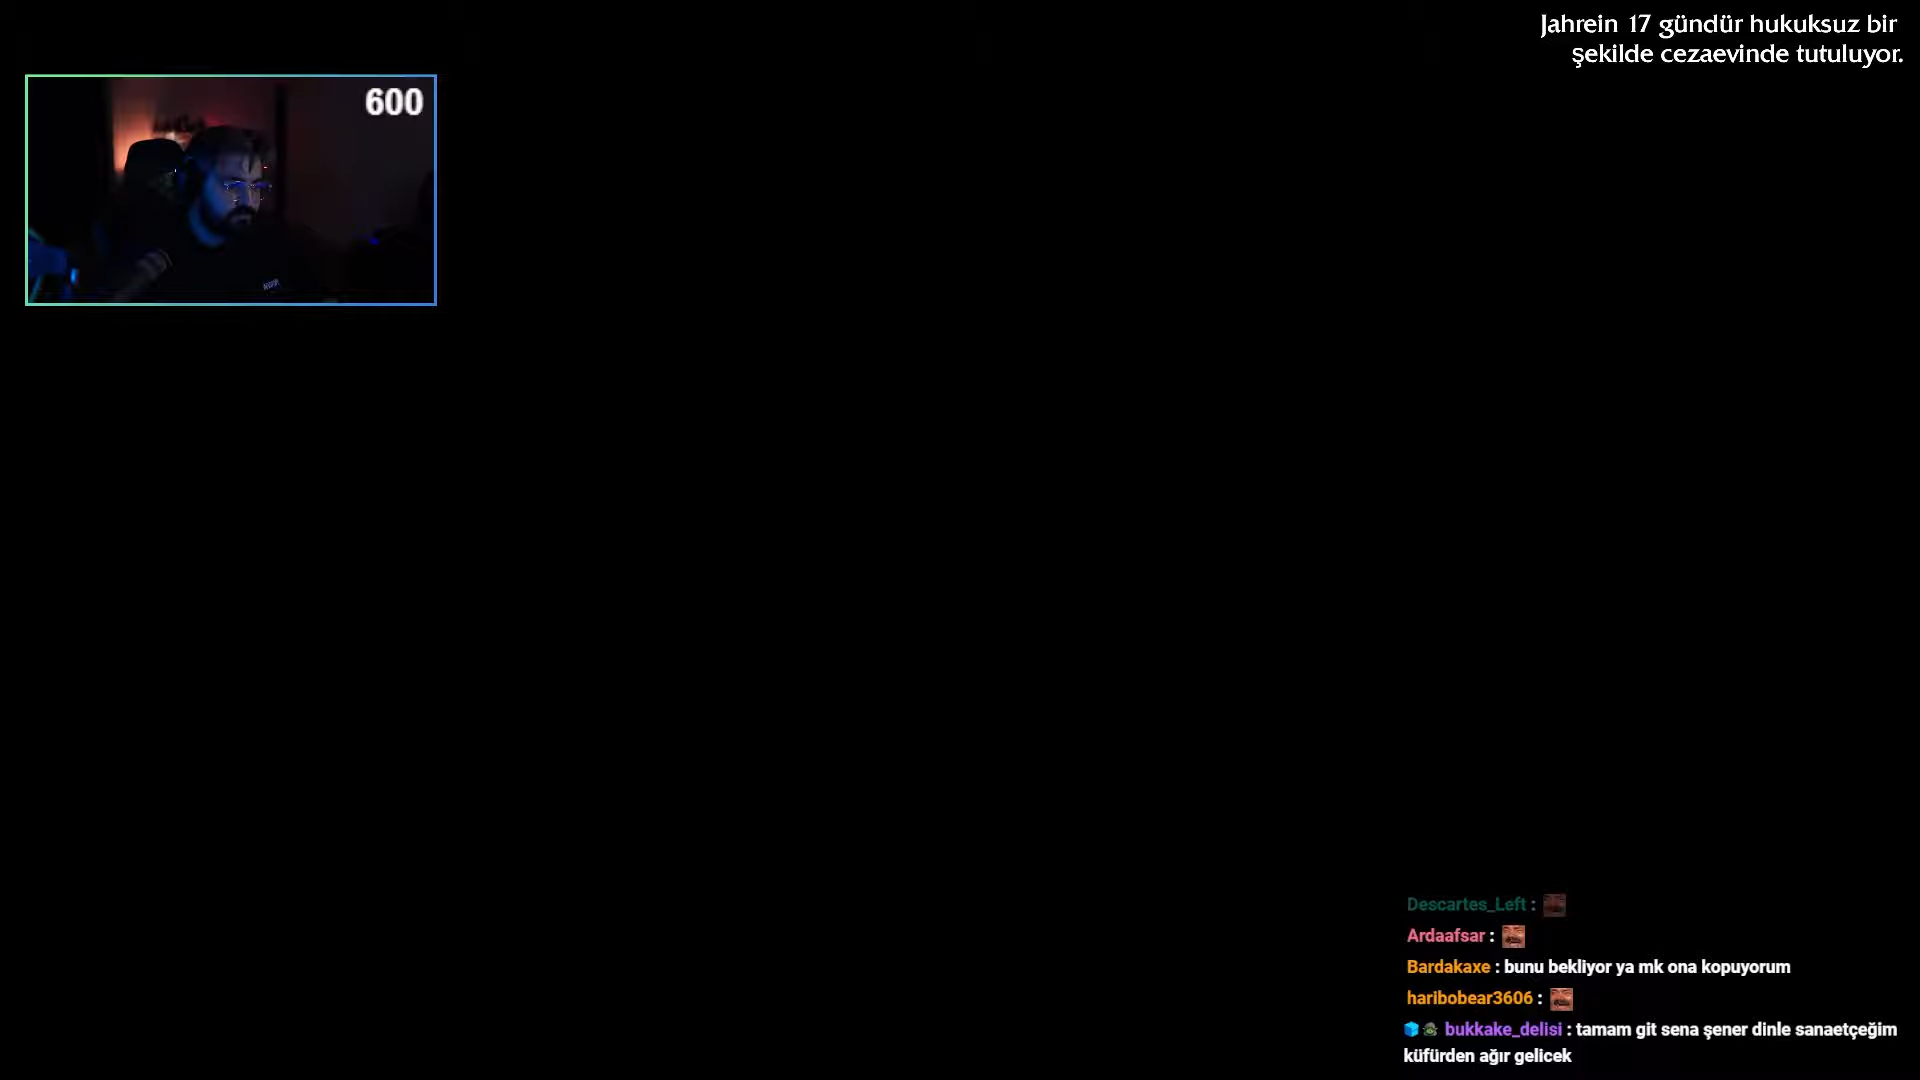 Jahrein 17 gündür hukuksuz bir
şekilde cezaevinde tutuluyor.
600
Descartes_Left :
Ardaafsar :
Bardakaxe : bunu bekliyor ya mk ona kopuyorum
haribobear3606 :
bukkake_delisi : tamam git sena şener dinle sanaetçeğim
küfürden ağır gelicek